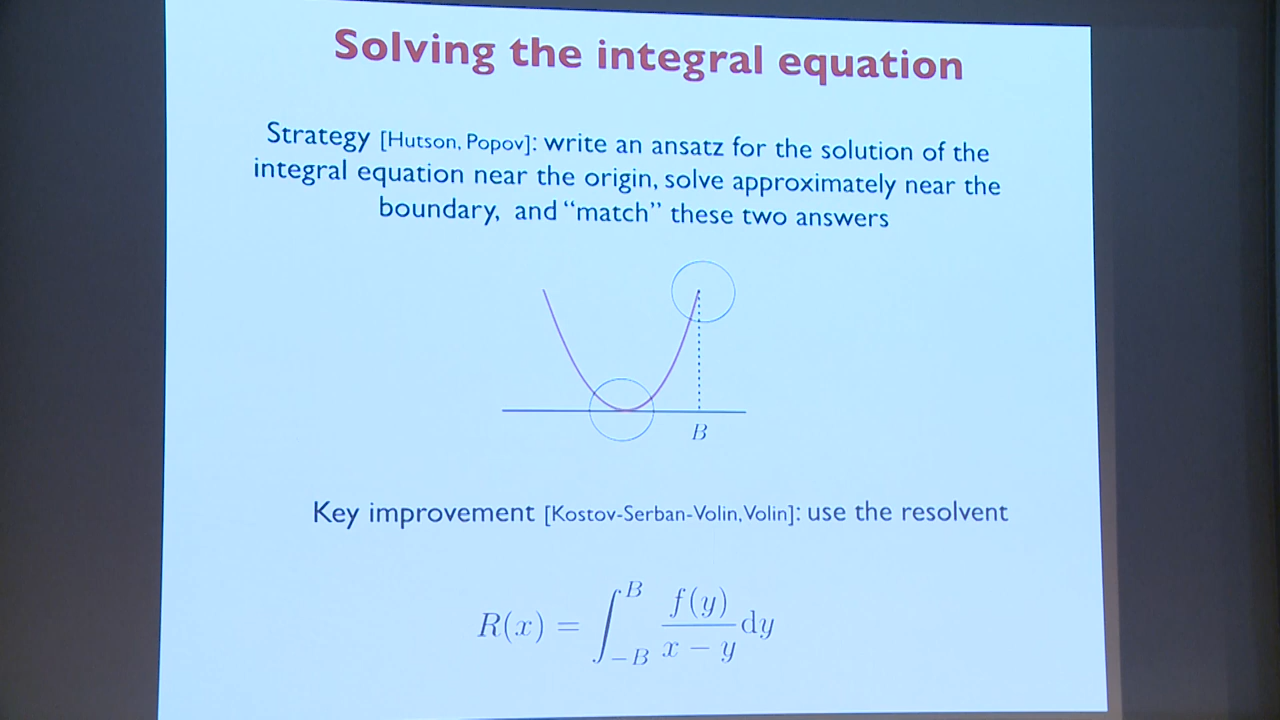 Solving the integral equation
Strategy [Hutson, Popov]: write an ansatz for the solution of the
integral equation near the origin, solve approximately near the
boundary, and “match” these two answers
B
Key improvement [Kostov-Serban-Volin, Volin]: use the resolvent
R(x) = ∫_{-B}^{B} f(y)/(x − y) dy